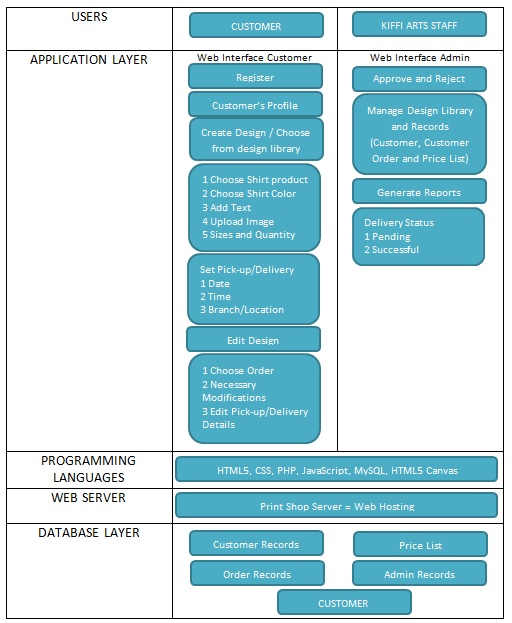 USERS
CUSTOMER
KIFFI ARTS STAFF
APPLICATION LAYER
Web Interface Customer
Register
Customer's Profile
Create Design / Choose
from design library
1 Choose Shirt product
2 Choose Shirt Color
3 Add Text
4 Upload Image
5 Sizes and Quantity
Set Pick-up/Delivery
1 Date
2 Time
3 Branch/Location
Edit Design
1 Choose Order
2 Necessary
Modifications
3 Edit Pick-up/Delivery
Details
Web Interface Admin
Approve and Reject
Manage Design Library
and Records
(Customer, Customer
Order and Price List)
Generate Reports
Delivery Status
1 Pending
2 Successful
PROGRAMMING
LANGUAGES
HTML5, CSS, PHP, JavaScript, MySQL, HTML5 Canvas
WEB SERVER
Print Shop Server = Web Hosting
DATABASE LAYER
Customer Records
Price List
Order Records
Admin Records
CUSTOMER